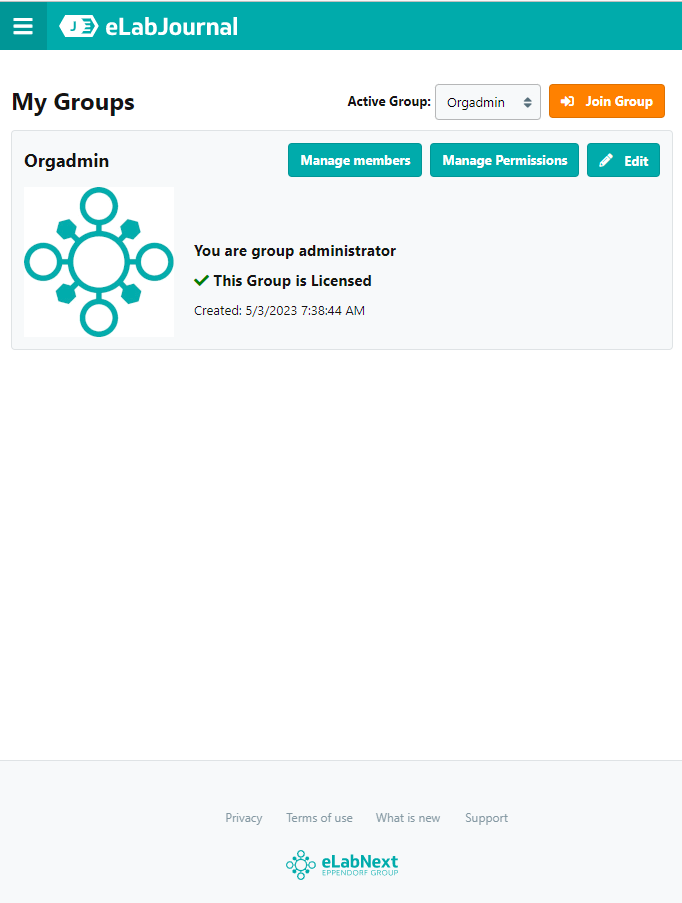 eLabJournal
My Groups
Active Group: Orgadmin
Join Group
Orgadmin
Manage members
Manage Permissions
Edit
You are group administrator
This Group is Licensed
Created: 5/3/2023 7:38:44 AM
Privacy
Terms of use
What is new
Support
eLabNext
EPPENDORF GROUP